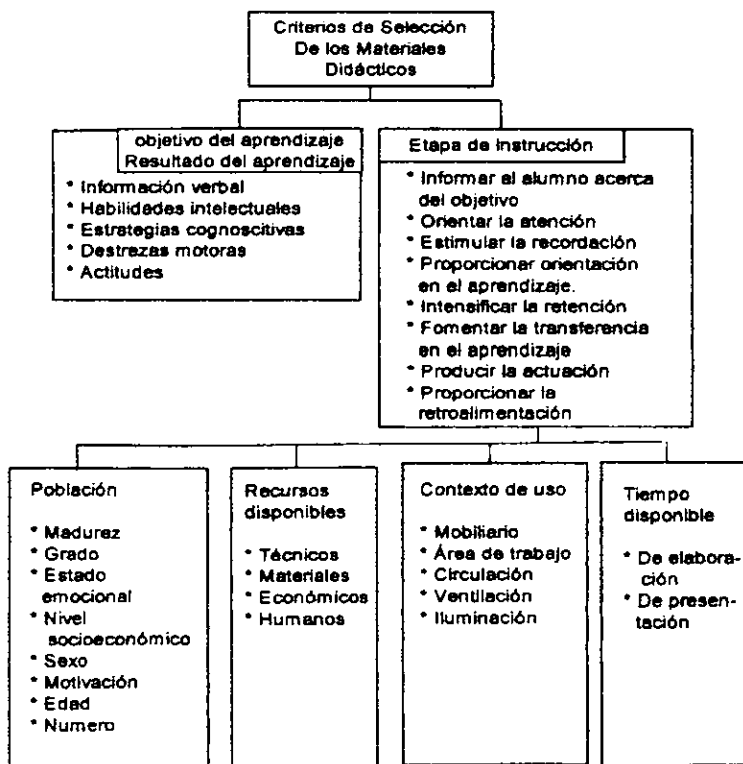 Criterios de Selección
De los Materiales
Didácticos
objetivo del aprendizaje
Resultado del aprendizaje
* Información verbal
* Habilidades intelectuales
* Estrategias cognoscitivas
* Destrezas motoras
* Actitudes
Etapa de instrucción
* Informar al alumno acerca
del objetivo
* Orientar la atención
* Estimular la recordación
* Proporcionar orientación
en el aprendizaje.
* Intensificar la retención
* Fomentar la transferencia
en el aprendizaje
* Producir la actuación
* Proporcionar la
retroalimentación
Población
* Madurez
* Grado
* Estado
emocional
* Nivel
socioeconómico
* Sexo
* Motivación
* Edad
* Numero
Recursos
disponibles
* Técnicos
* Materiales
* Económicos
* Humanos
Contexto de uso
* Mobiliario
* Área de trabajo
* Circulación
* Ventilación
* Iluminación
Tiempo
disponible
* De elabora-
ción
* De presen-
tación